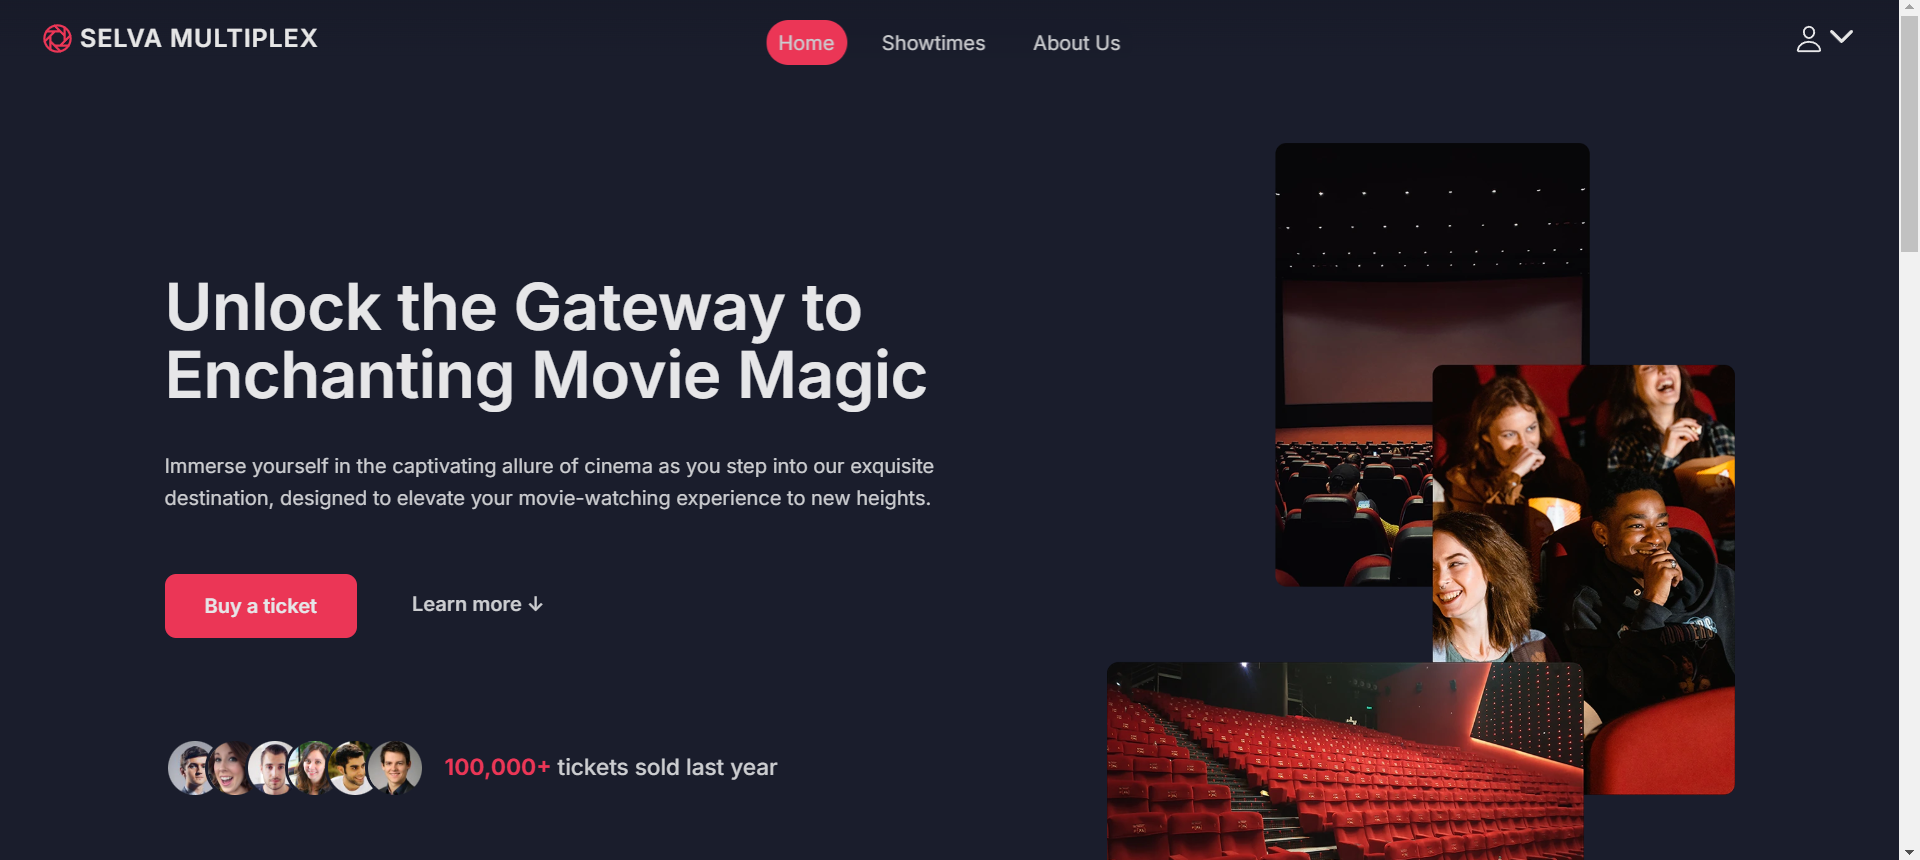 SELVA MULTIPLEX
Home
Showtimes
About Us
Unlock the Gateway to
Enchanting Movie Magic
Immerse yourself in the captivating allure of cinema as you step into our exquisite
destination, designed to elevate your movie-watching experience to new heights.
Buy a ticket
Learn more ↓
100,000+ tickets sold last year